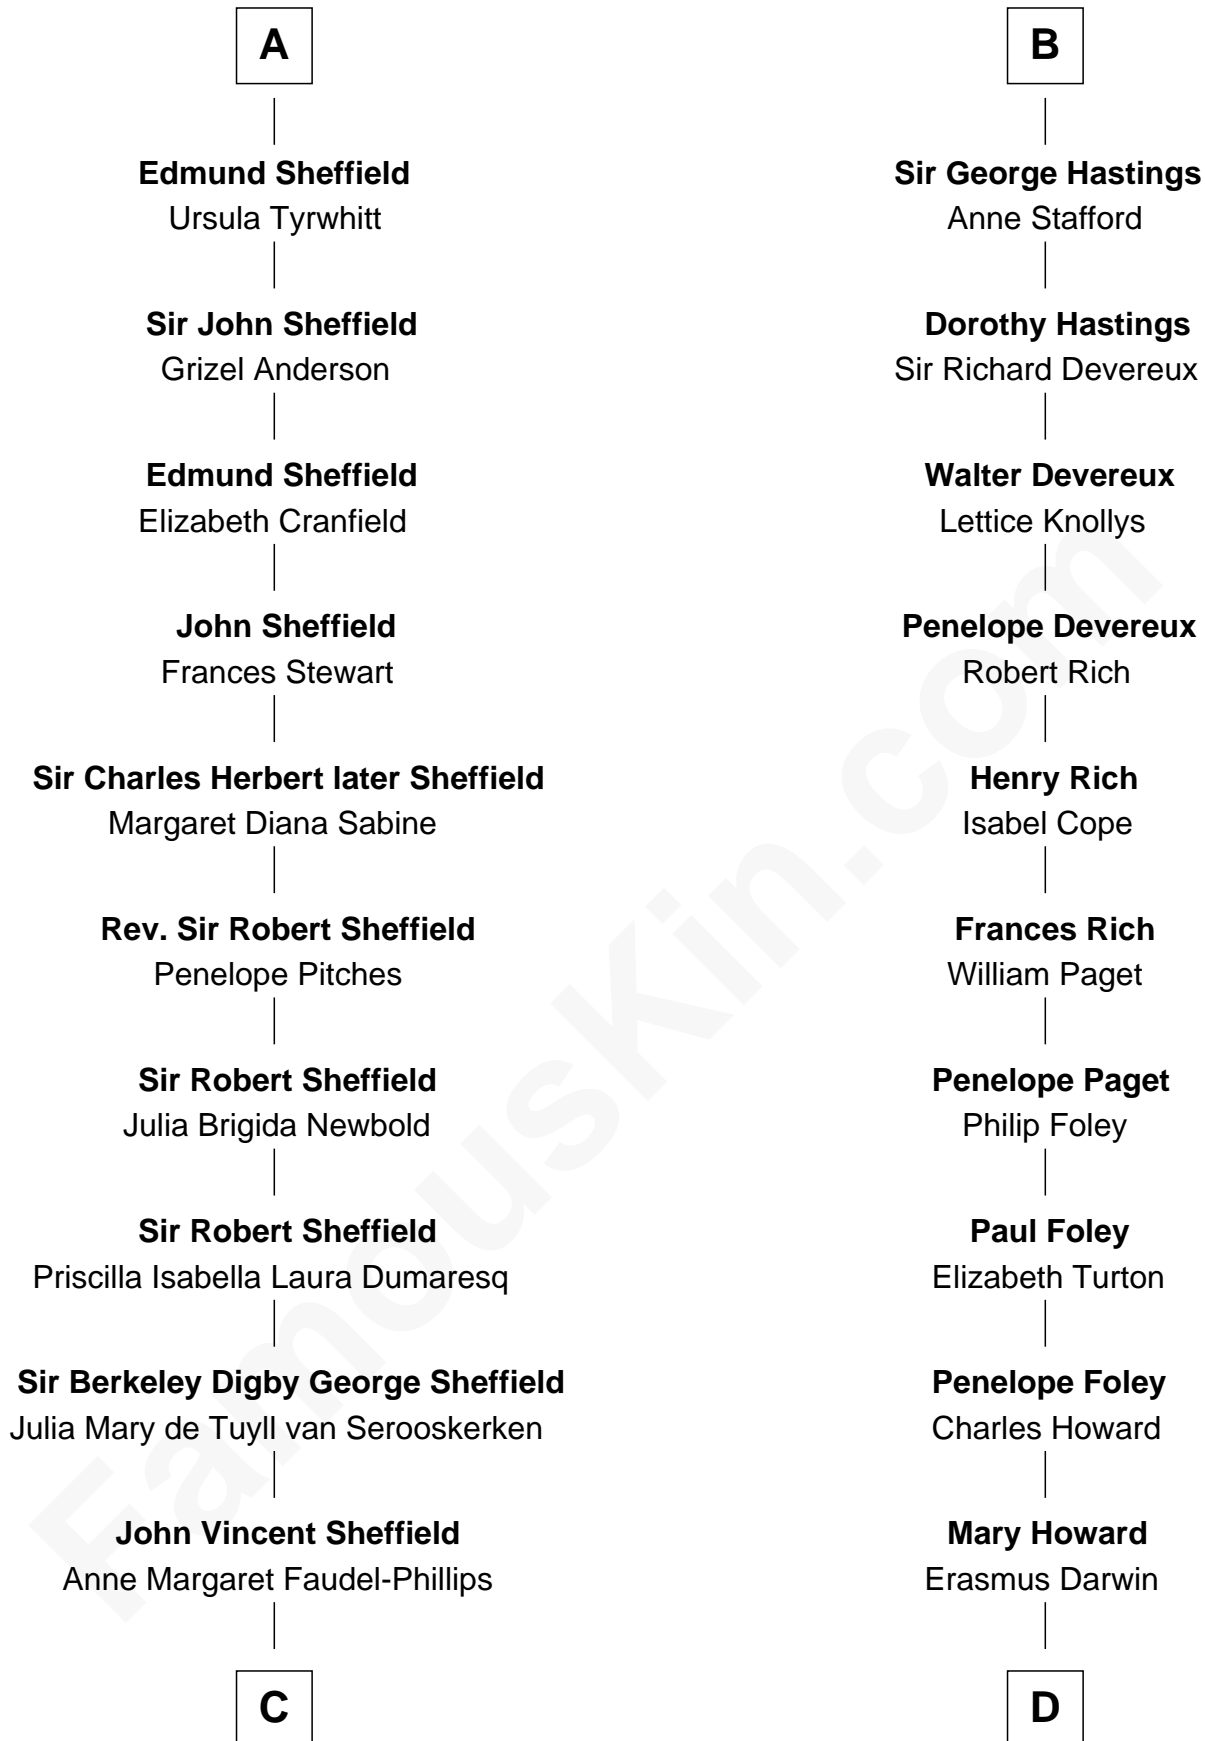 A
Edmund Sheffield
Ursula Tyrwhitt
Sir John Sheffield
Grizel Anderson
Edmund Sheffield
Elizabeth Cranfield
John Sheffield
Frances Stewart
Sir Charles Herbert later Sheffield
Margaret Diana Sabine
Rev. Sir Robert Sheffield
Penelope Pitches
Sir Robert Sheffield
Julia Brigida Newbold
Sir Robert Sheffield
Priscilla Isabella Laura Dumaresq
Sir Berkeley Digby George Sheffield
Julia Mary de Tuyll van Serooskerken
John Vincent Sheffield
Anne Margaret Faudel-Phillips
C
B
Sir George Hastings
Anne Stafford
Dorothy Hastings
Sir Richard Devereux
Walter Devereux
Lettice Knollys
Penelope Devereux
Robert Rich
Henry Rich
Isabel Cope
Frances Rich
William Paget
Penelope Paget
Philip Foley
Paul Foley
Elizabeth Turton
Penelope Foley
Charles Howard
Mary Howard
Erasmus Darwin
D
FamousKin.com